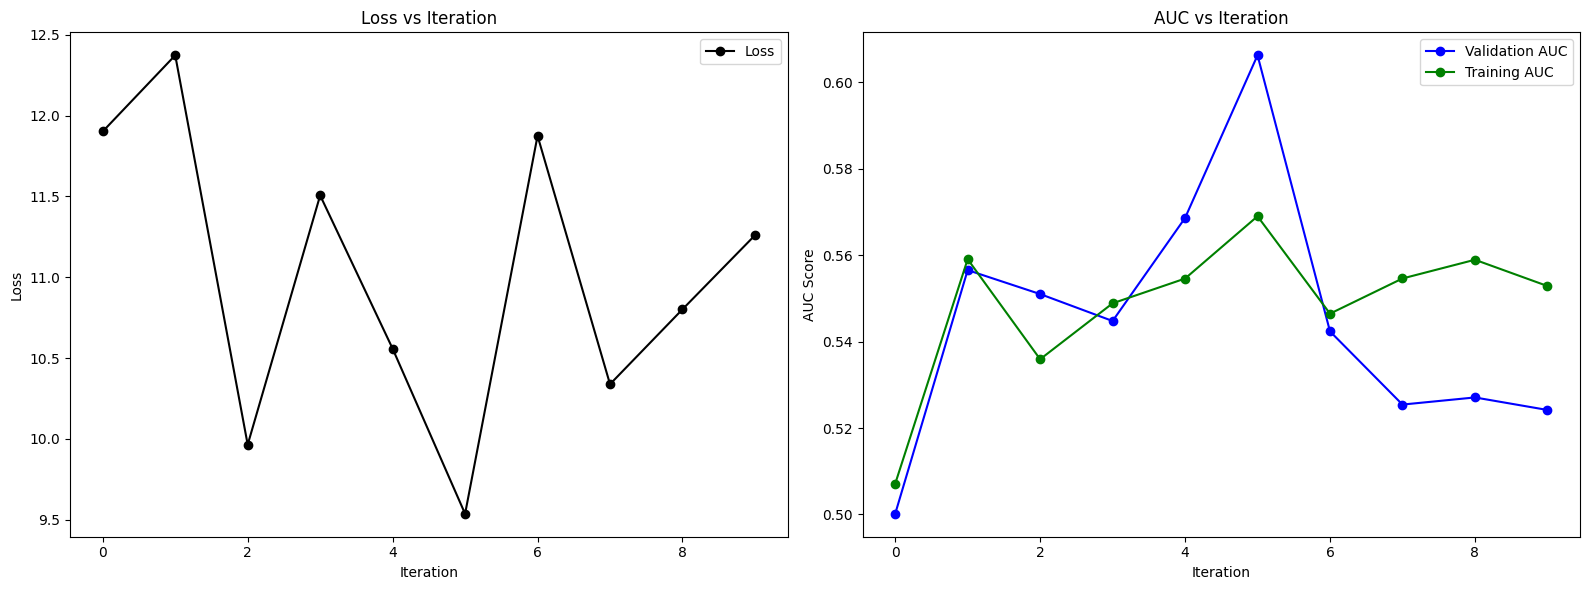 Loss vs Iteration
Loss
12.5
12.0
11.5
11.0
10.5
10.0
9.5
Loss
0
2
4
6
8
Iteration
AUC vs Iteration
Validation AUC
Training AUC
0.60
0.58
0.56
0.54
0.52
0.50
AUC Score
0
2
4
6
8
Iteration